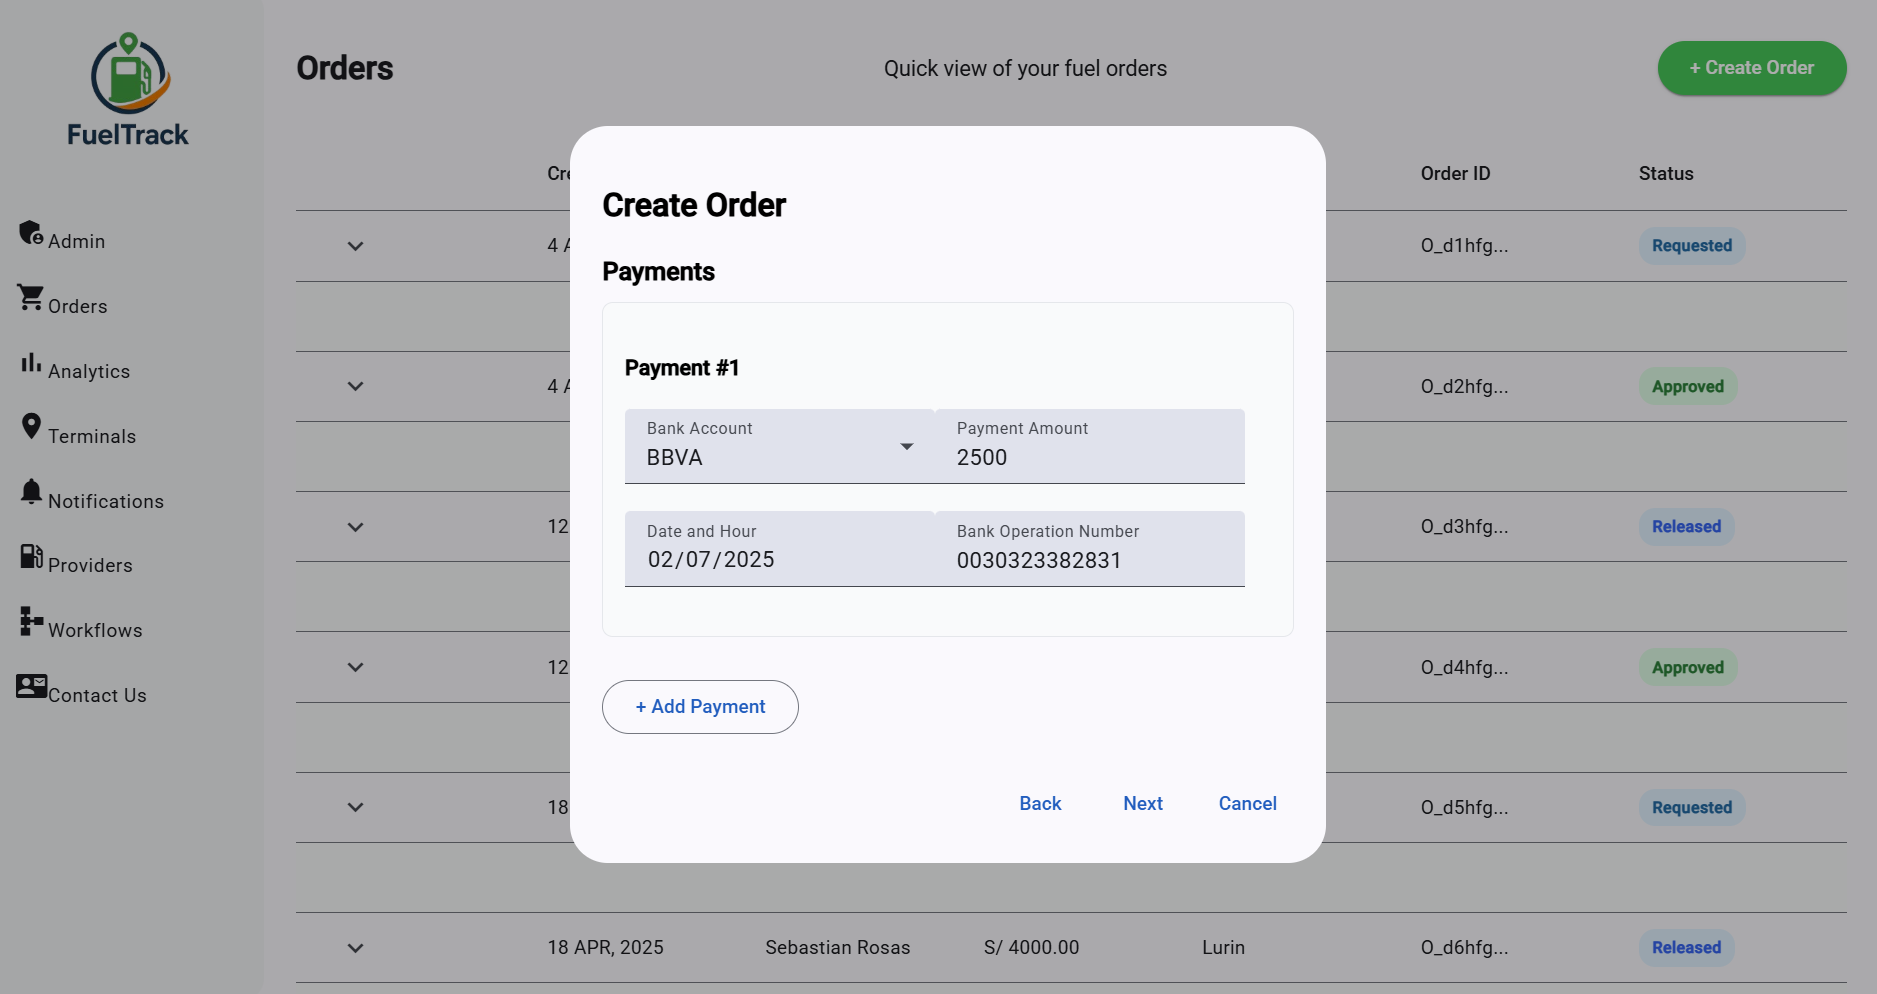 FuelTrack
Admin
Orders
Analytics
Terminals
Notifications
Providers
Workflows
Contact Us
Orders
Quick view of your fuel orders
+ Create Order
Order ID Status
O_d1hfg... Requested
O_d2hfg... Approved
12 O_d3hfg... Released
12 O_d4hfg... Approved
18 O_d5hfg... Requested
18 APR, 2025 Sebastian Rosas S/ 4000.00 Lurin O_d6hfg... Released
Create Order
Payments
Payment #1
Bank Account Payment Amount
BBVA 2500
Date and Hour Bank Operation Number
02/07/2025 0030323382831
+ Add Payment
Back Next Cancel